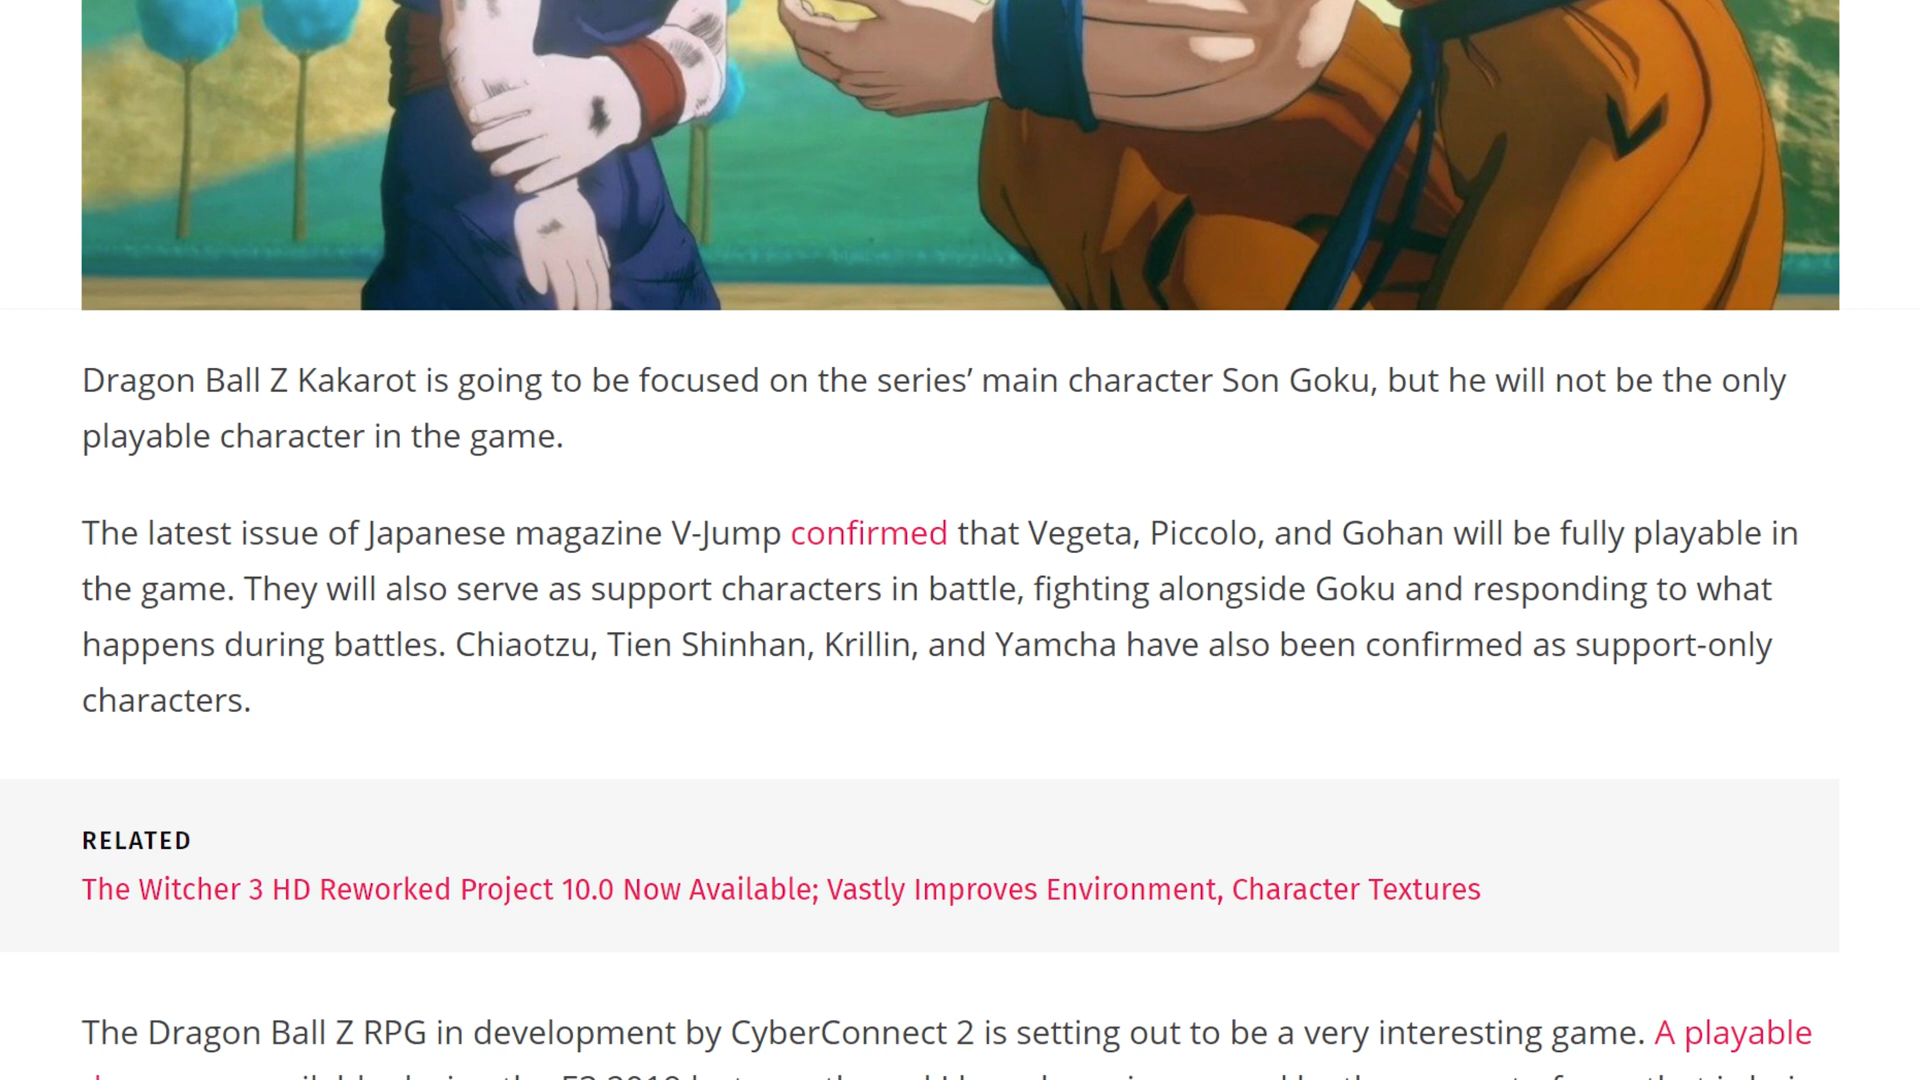 Dragon Ball Z Kakarot is going to be focused on the series’ main character Son Goku, but he will not be the only
playable character in the game.
The latest issue of Japanese magazine V-Jump confirmed that Vegeta, Piccolo, and Gohan will be fully playable in
the game. They will also serve as support characters in battle, fighting alongside Goku and responding to what
happens during battles. Chiaotzu, Tien Shinhan, Krillin, and Yamcha have also been confirmed as support-only
characters.
RELATED
The Witcher 3 HD Reworked Project 10.0 Now Available; Vastly Improves Environment, Character Textures
The Dragon Ball Z RPG in development by CyberConnect 2 is setting out to be a very interesting game. A playable